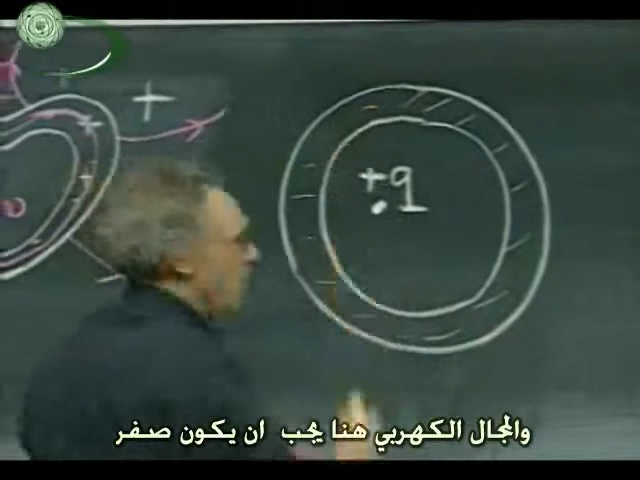 +
+q
والمجال الكهربي هنا يجب ان يكون صفر